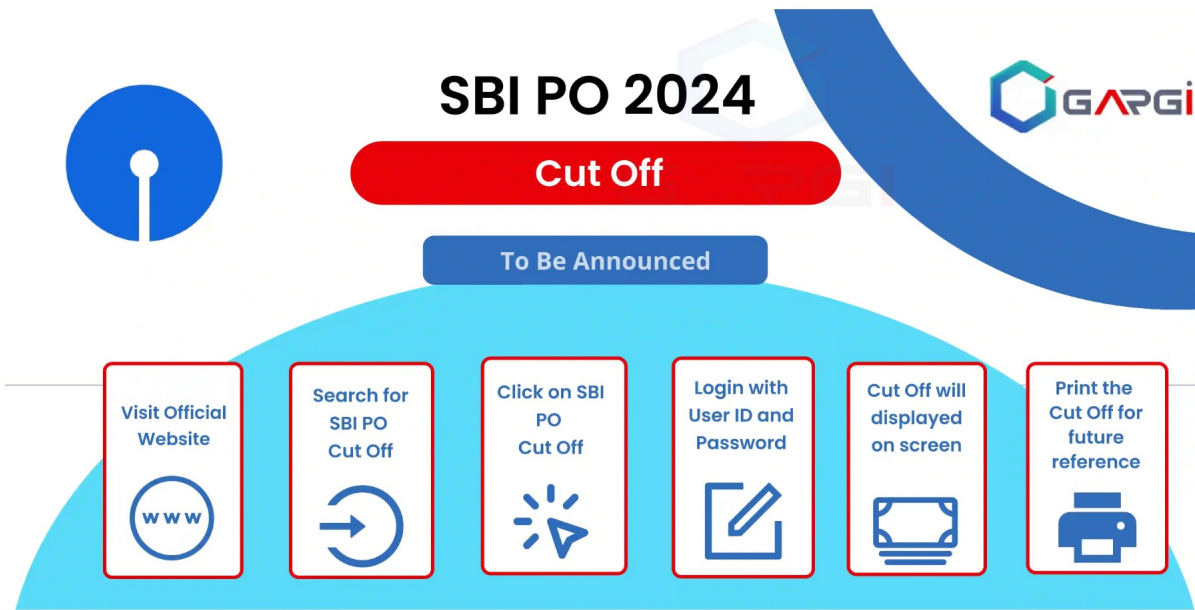 SBI PO 2024
GARGI
Cut Off
To Be Announced
Visit Official
Website
www
Search for
SBI PO
Cut Off
Click on SBI
PO
Cut Off
Login with
User ID and
Password
Cut Off will
displayed
on screen
Print the
Cut Off for
future
reference